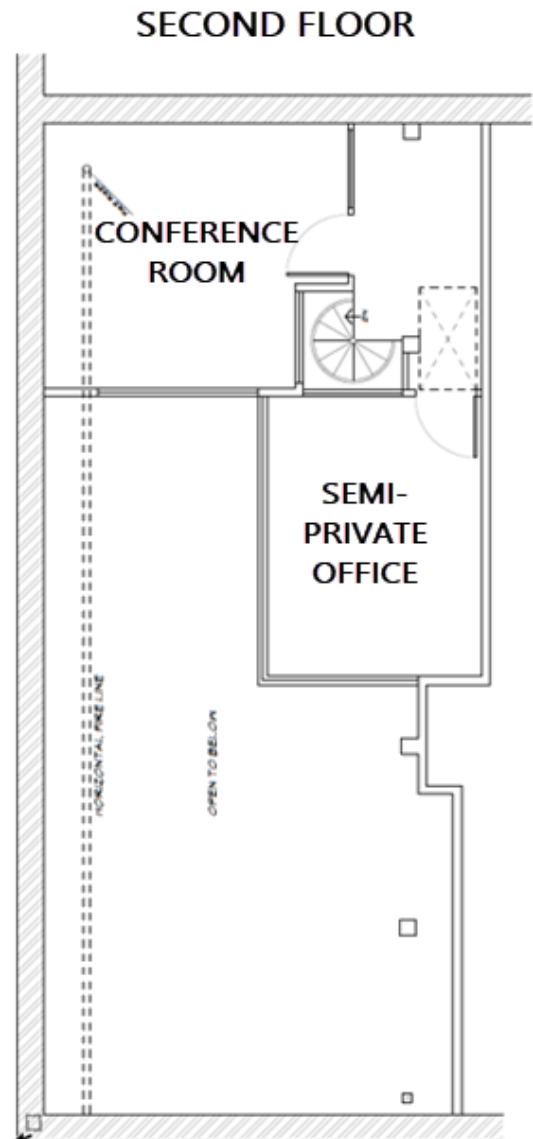 SECOND FLOOR
CONFERENCE
ROOM
SEMI-
PRIVATE
OFFICE
HORIZONTAL FIRE LINE
OPEN TO BELOW